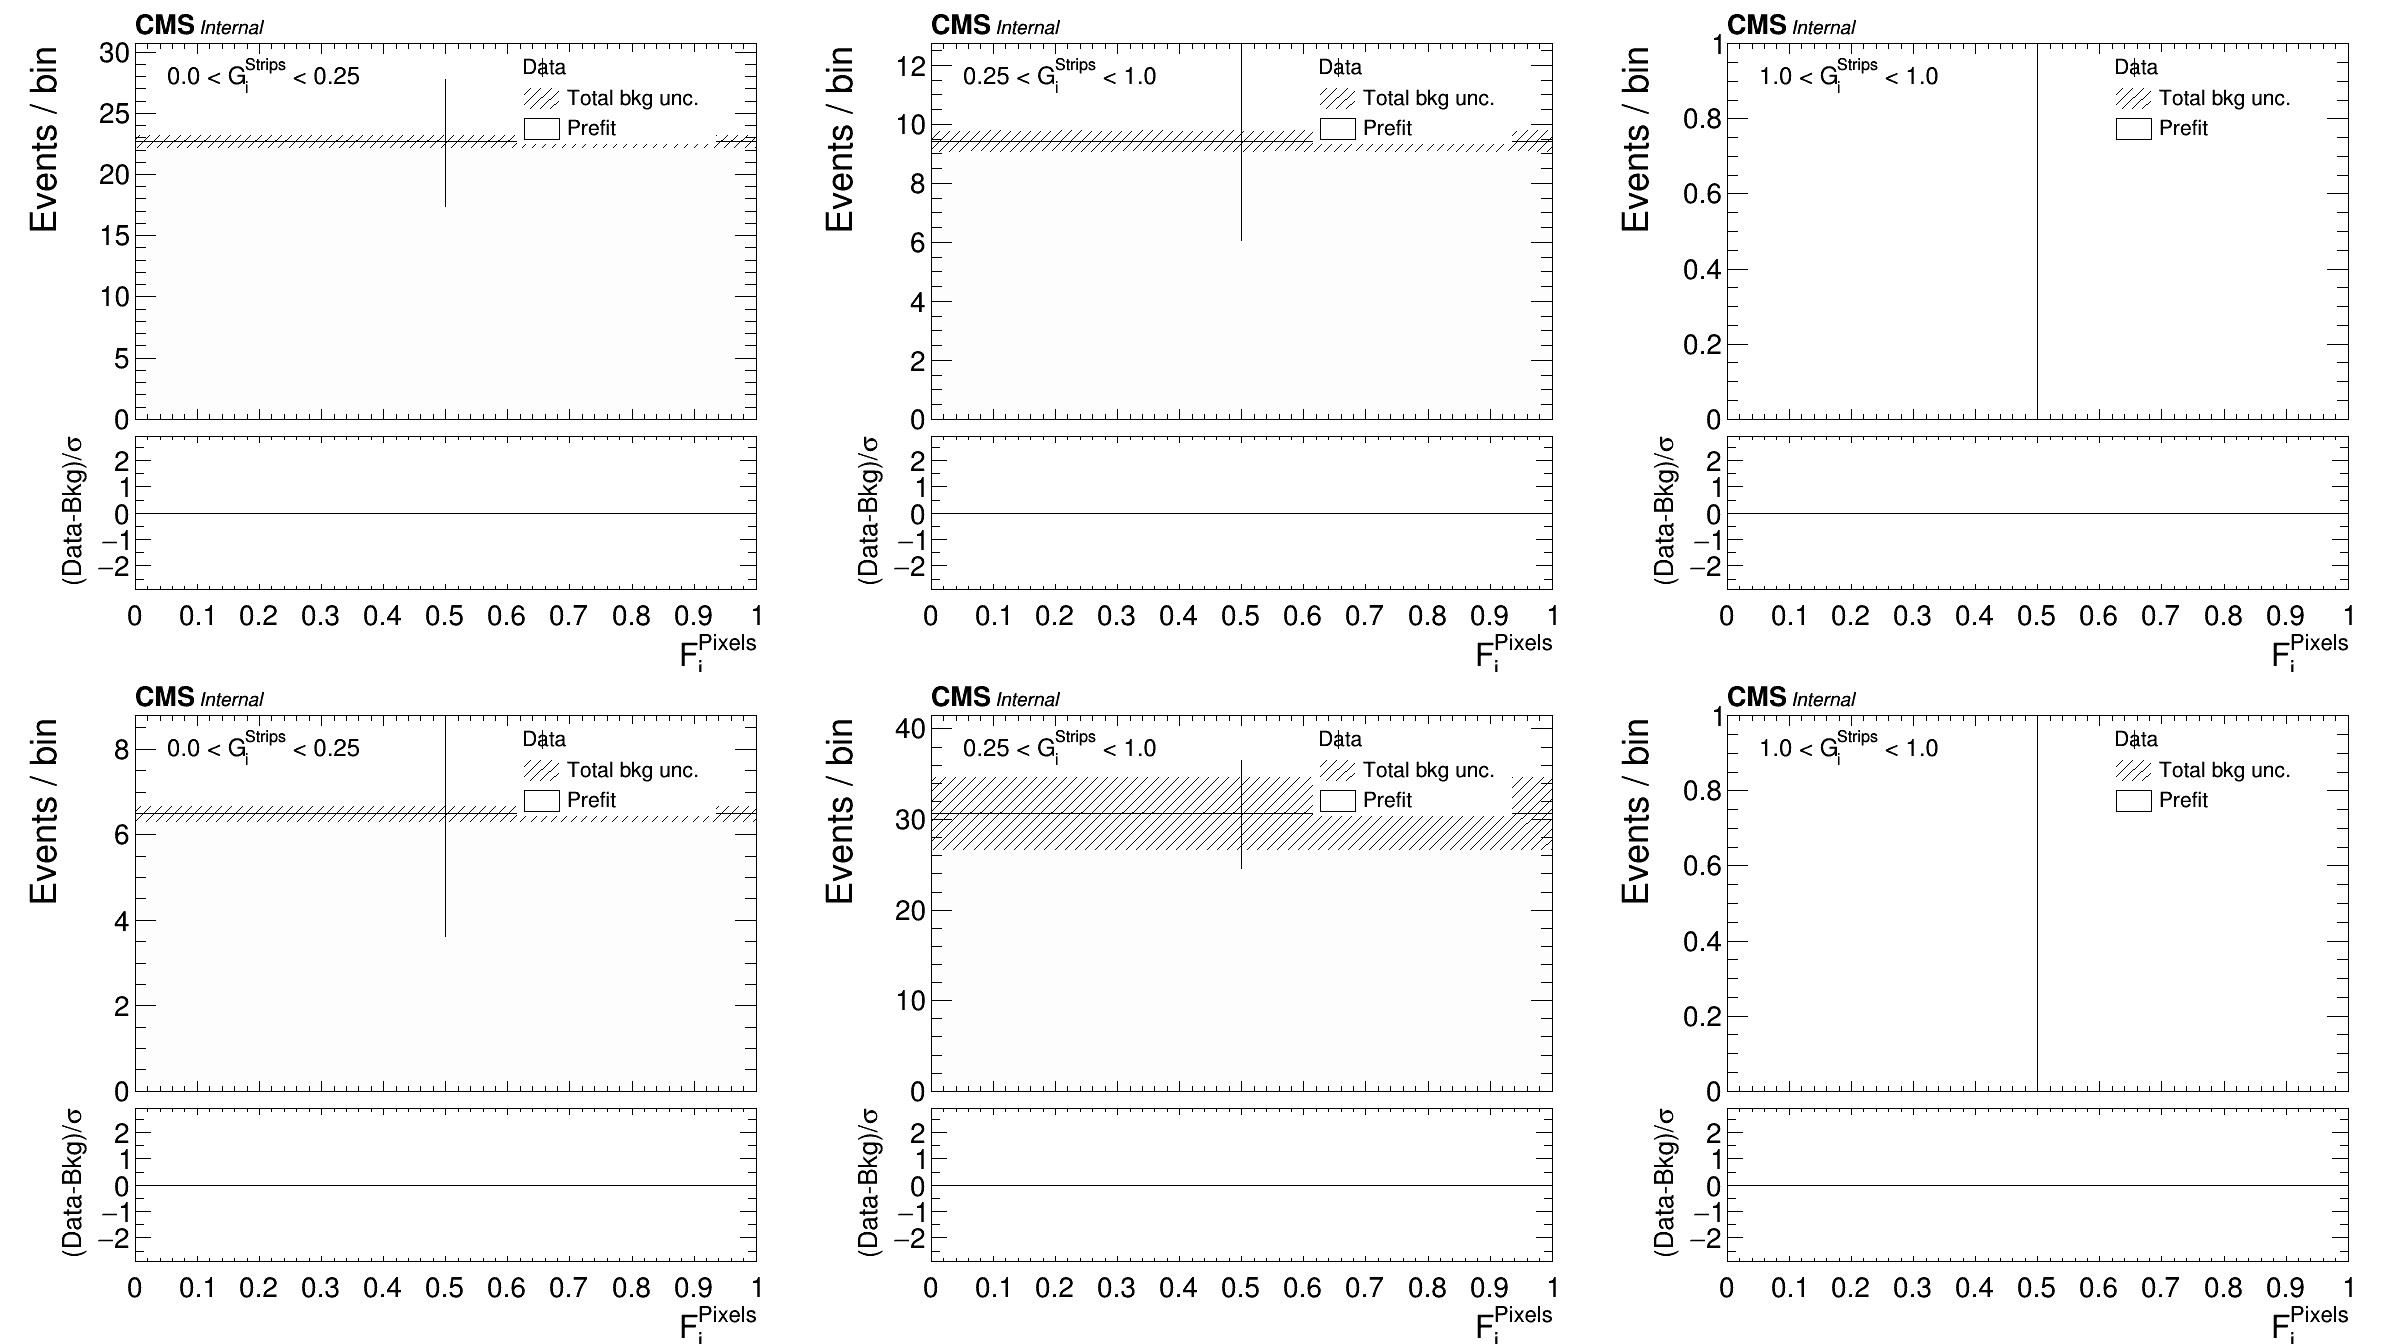 CMS Internal
Events / bin
0.0 < G_i^Strips < 0.25
Data
Total bkg unc.
Prefit
30
25
20
15
10
5
0
(Data-Bkg)/σ
2
1
0
−1
−2
0 0.1 0.2 0.3 0.4 0.5 0.6 0.7 0.8 0.9 1
F_i^Pixels
CMS Internal
Events / bin
0.25 < G_i^Strips < 1.0
Data
Total bkg unc.
Prefit
12
10
8
6
4
2
0
(Data-Bkg)/σ
2
1
0
−1
−2
0 0.1 0.2 0.3 0.4 0.5 0.6 0.7 0.8 0.9 1
F_i^Pixels
CMS Internal
Events / bin
1.0 < G_i^Strips < 1.0
Data
Total bkg unc.
Prefit
1
0.8
0.6
0.4
0.2
0
(Data-Bkg)/σ
2
1
0
−1
−2
0 0.1 0.2 0.3 0.4 0.5 0.6 0.7 0.8 0.9 1
F_i^Pixels
CMS Internal
Events / bin
0.0 < G_i^Strips < 0.25
Data
Total bkg unc.
Prefit
8
6
4
2
0
(Data-Bkg)/σ
2
1
0
−1
−2
0 0.1 0.2 0.3 0.4 0.5 0.6 0.7 0.8 0.9 1
F_i^Pixels
CMS Internal
Events / bin
0.25 < G_i^Strips < 1.0
Data
Total bkg unc.
Prefit
40
30
20
10
0
(Data-Bkg)/σ
2
1
0
−1
−2
0 0.1 0.2 0.3 0.4 0.5 0.6 0.7 0.8 0.9 1
F_i^Pixels
CMS Internal
Events / bin
1.0 < G_i^Strips < 1.0
Data
Total bkg unc.
Prefit
1
0.8
0.6
0.4
0.2
0
(Data-Bkg)/σ
2
1
0
−1
−2
0 0.1 0.2 0.3 0.4 0.5 0.6 0.7 0.8 0.9 1
F_i^Pixels